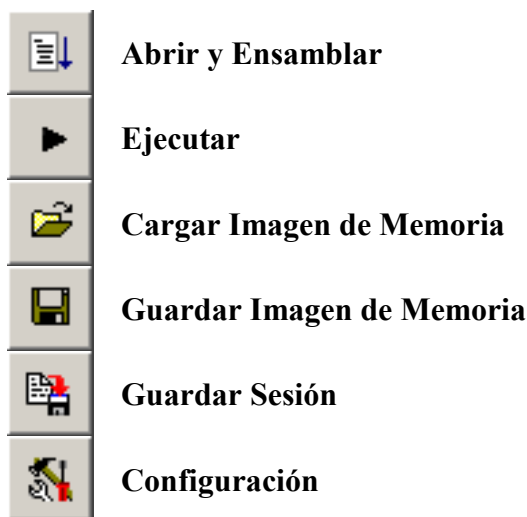 Abrir y Ensamblar
Ejecutar
Cargar Imagen de Memoria
Guardar Imagen de Memoria
Guardar Sesión
Configuración